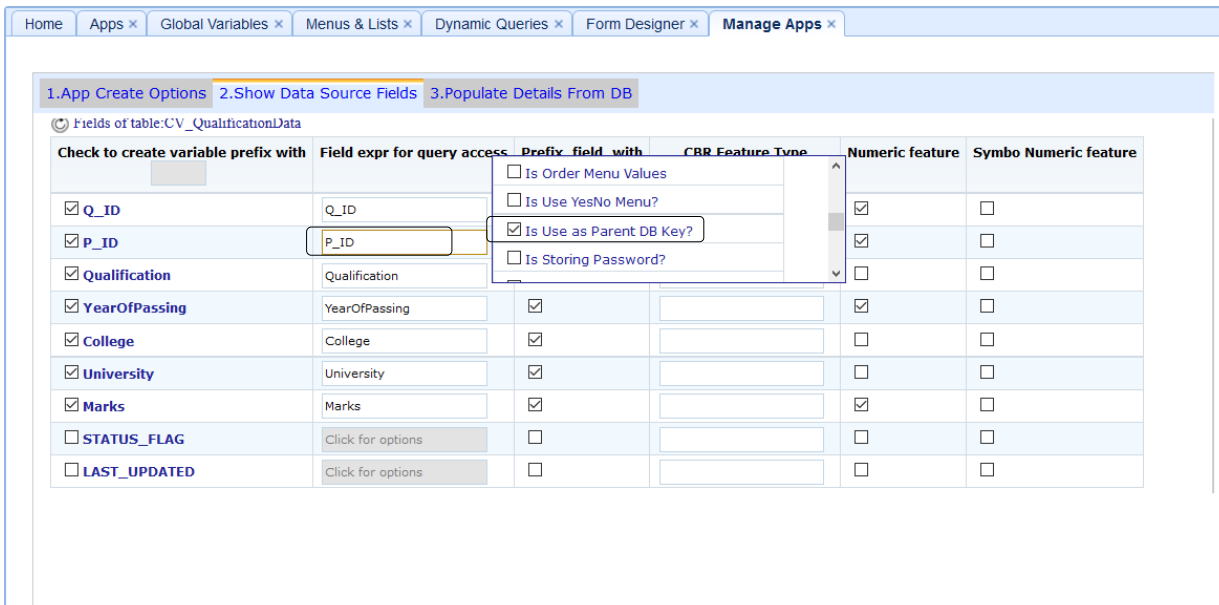 Home Apps × Global Variables × Menus & Lists × Dynamic Queries × Form Designer × Manage Apps ×
1.App Create Options 2.Show Data Source Fields 3.Populate Details From DB
Fields of table:CV_QualificationData
Check to create variable prefix with Field expr for query access Prefix field with CBR Feature Type Numeric feature Symbo Numeric feature
Is Order Menu Values
Is Use YesNo Menu?
Q_ID Q_ID
Is Use as Parent DB Key?
P_ID P_ID
Is Storing Password?
Qualification Qualification
YearOfPassing YearOfPassing
College College
University University
Marks Marks
STATUS_FLAG Click for options
LAST_UPDATED Click for options